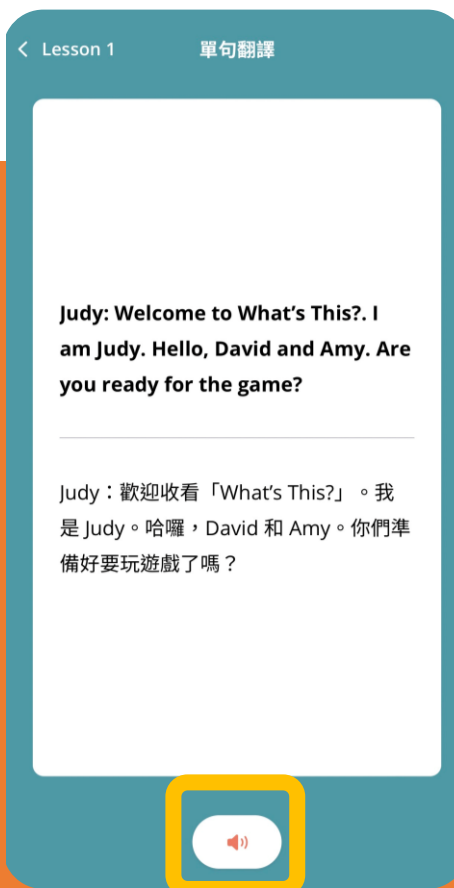 Lesson 1 單句翻譯
Judy: Welcome to What's This?. I
am Judy. Hello, David and Amy. Are
you ready for the game?
Judy：歡迎收看「What's This?」。我
是 Judy。哈囉，David 和 Amy。你們準
備好要玩遊戲了嗎？